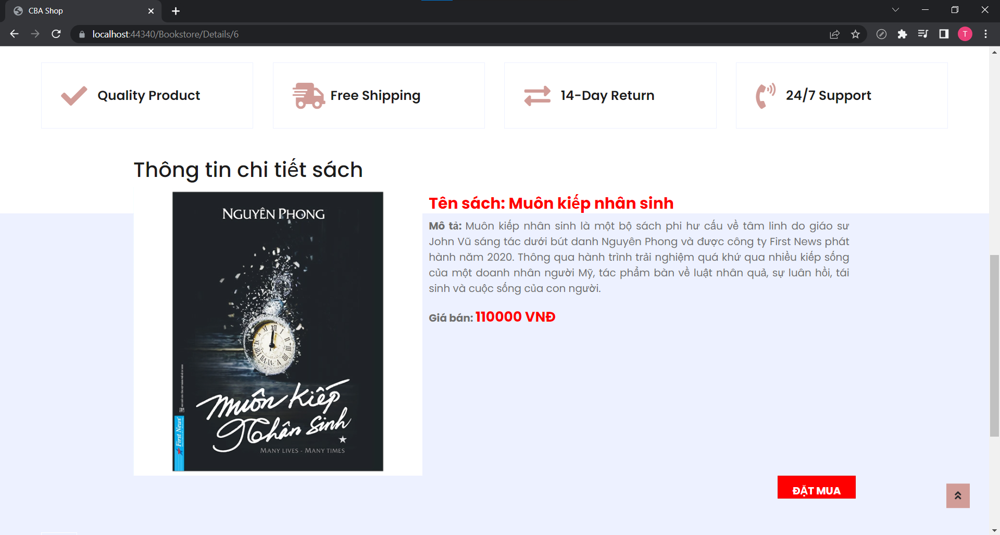 CBA Shop
localhost:44340/Bookstore/Details/6
T
Quality Product
Free Shipping
14-Day Return
24/7 Support
Thông tin chi tiết sách
NGUYÊN PHONG
First News
Muôn Kiếp
Nhân Sinh
MANY LIVES - MANY TIMES
Tên sách: Muôn kiếp nhân sinh
Mô tả: Muôn kiếp nhân sinh là một bộ sách phi hư cấu về tâm linh do giáo sư
John Vũ sáng tác dưới bút danh Nguyên Phong và được công ty First News phát
hành năm 2020. Thông qua hành trình trải nghiệm quá khứ qua nhiều kiếp sống
của một doanh nhân người Mỹ, tác phẩm bàn về luật nhân quả, sự luân hồi, tái
sinh và cuộc sống của con người.
Giá bán: 110000 VNĐ
ĐẶT MUA